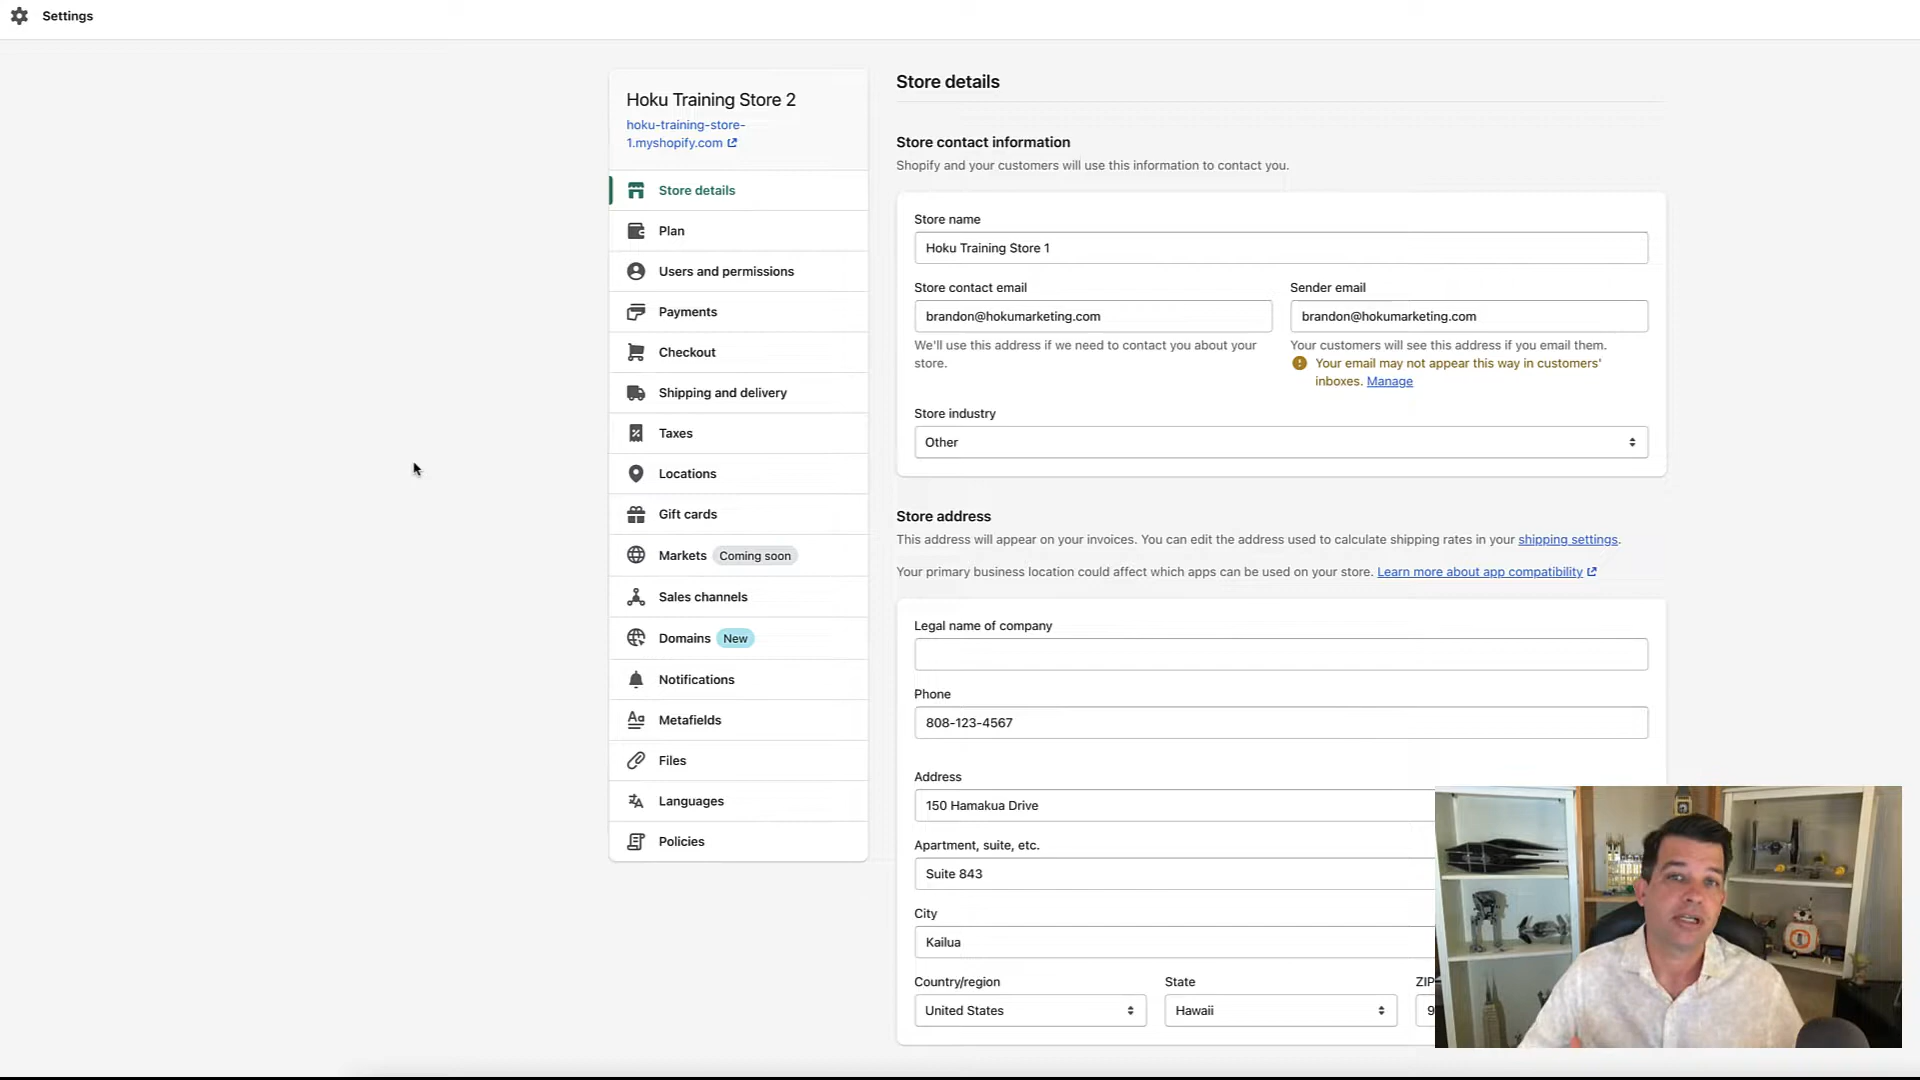 Settings
Hoku Training Store 2
hoku-training-store-
1.myshopify.com
Store details
Plan
Users and permissions
Payments
Checkout
Shipping and delivery
Taxes
Locations
Gift cards
Markets Coming soon
Sales channels
Domains New
Notifications
Metafields
Files
Languages
Policies
Store details
Store contact information
Shopify and your customers will use this information to contact you.
Store name
Hoku Training Store 1
Store contact email
brandon@hokumarketing.com
We'll use this address if we need to contact you about your
store.
Sender email
brandon@hokumarketing.com
Your customers will see this address if you email them.
Your email may not appear this way in customers'
inboxes. Manage
Store industry
Other
Store address
This address will appear on your invoices. You can edit the address used to calculate shipping rates in your shipping settings.
Your primary business location could affect which apps can be used on your store. Learn more about app compatibility
Legal name of company
Phone
808-123-4567
Address
150 Hamakua Drive
Apartment, suite, etc.
Suite 843
City
Kailua
Country/region
United States
State
Hawaii
ZIP
9